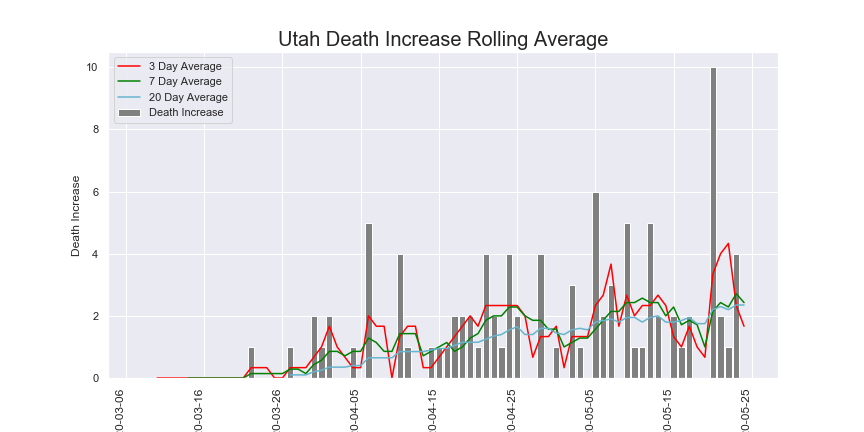 Utah Death Increase Rolling Average
3 Day Average
7 Day Average
20 Day Average
Death Increase
Death Increase
10
8
6
4
2
0
0-03-06
0-03-16
0-03-26
0-04-05
0-04-15
0-04-25
0-05-05
0-05-15
0-05-25